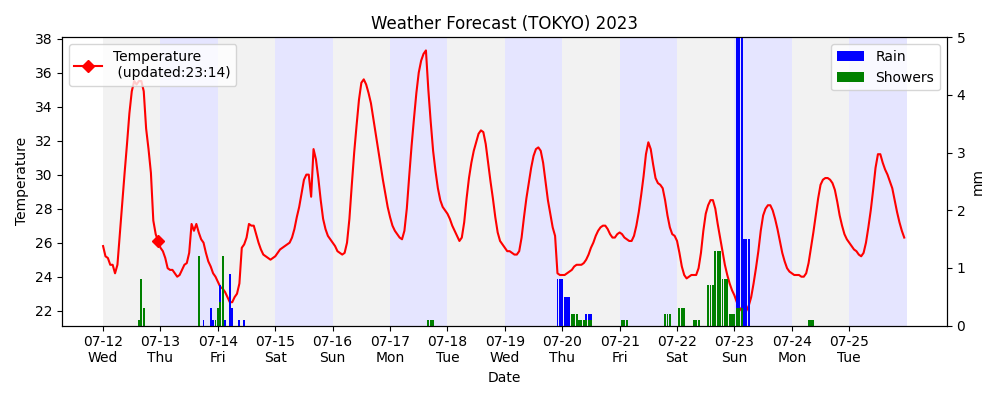 Weather Forecast (TOKYO) 2023
Temperature
(updated:23:14)
Rain
Showers
Temperature
38
36
34
32
30
28
26
24
22
5
4
3
2
1
0
mm
07-12 07-13 07-14 07-15 07-16 07-17 07-18 07-19 07-20 07-21 07-22 07-23 07-24 07-25
Wed Thu Fri Sat Sun Mon Tue Wed Thu Fri Sat Sun Mon Tue
Date